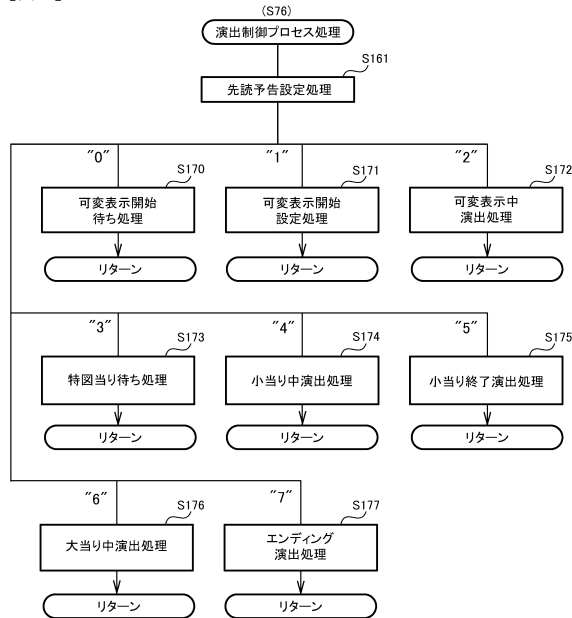 (S76)
演出制御プロセス処理
S161
先読予告設定処理
"0"
"1"
"2"
S170
S171
S172
可変表示開始
待ち処理
可変表示開始
設定処理
可変表示中
演出処理
リターン
リターン
リターン
"3"
"4"
"5"
S173
S174
S175
特図当り待ち処理
小当り中演出処理
小当り終了演出処理
リターン
リターン
リターン
"6"
"7"
S176
S177
大当り中演出処理
エンディング
演出処理
リターン
リターン